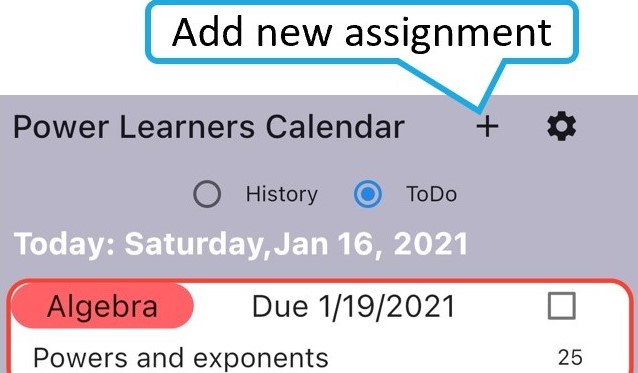 Add new assignment
Power Learners Calendar +
History ToDo
Today: Saturday,Jan 16, 2021
Algebra Due 1/19/2021
Powers and exponents 25